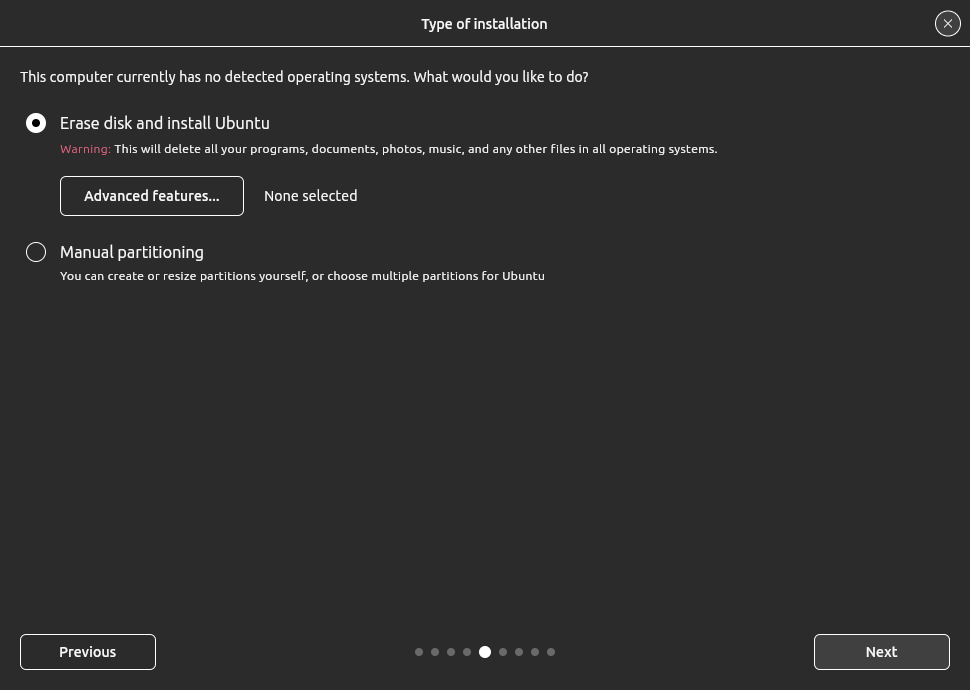 Type of installation
This computer currently has no detected operating systems. What would you like to do?
Erase disk and install Ubuntu
Warning: This will delete all your programs, documents, photos, music, and any other files in all operating systems.
Advanced features... None selected
Manual partitioning
You can create or resize partitions yourself, or choose multiple partitions for Ubuntu
Previous Next